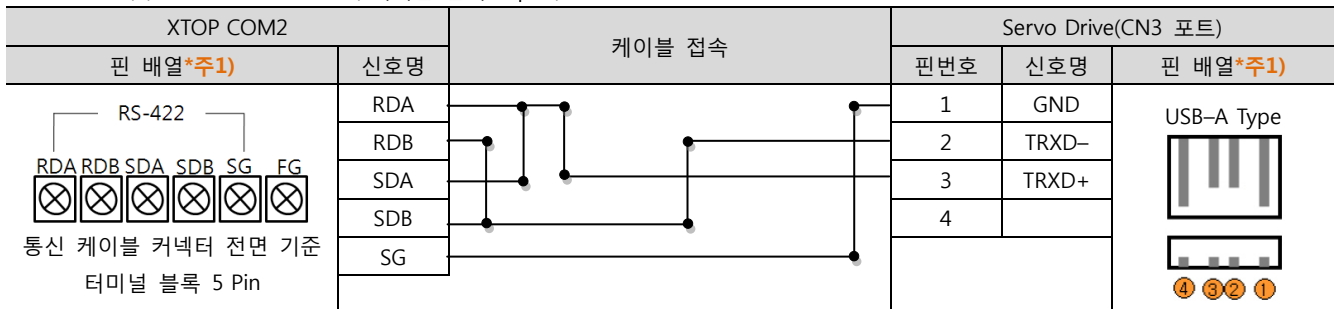 XTOP COM2 케이블 접속 Servo Drive(CN3 포트)
핀 배열*주1) 신호명 핀번호 신호명 핀 배열*주1)
RS-422
RDA RDB SDA SDB SG FG
통신 케이블 커넥터 전면 기준
터미널 블록 5 Pin
RDA 1 GND
RDB 2 TRXD–
SDA 3 TRXD+
SDB 4
SG
USB–A Type
④ ③② ①